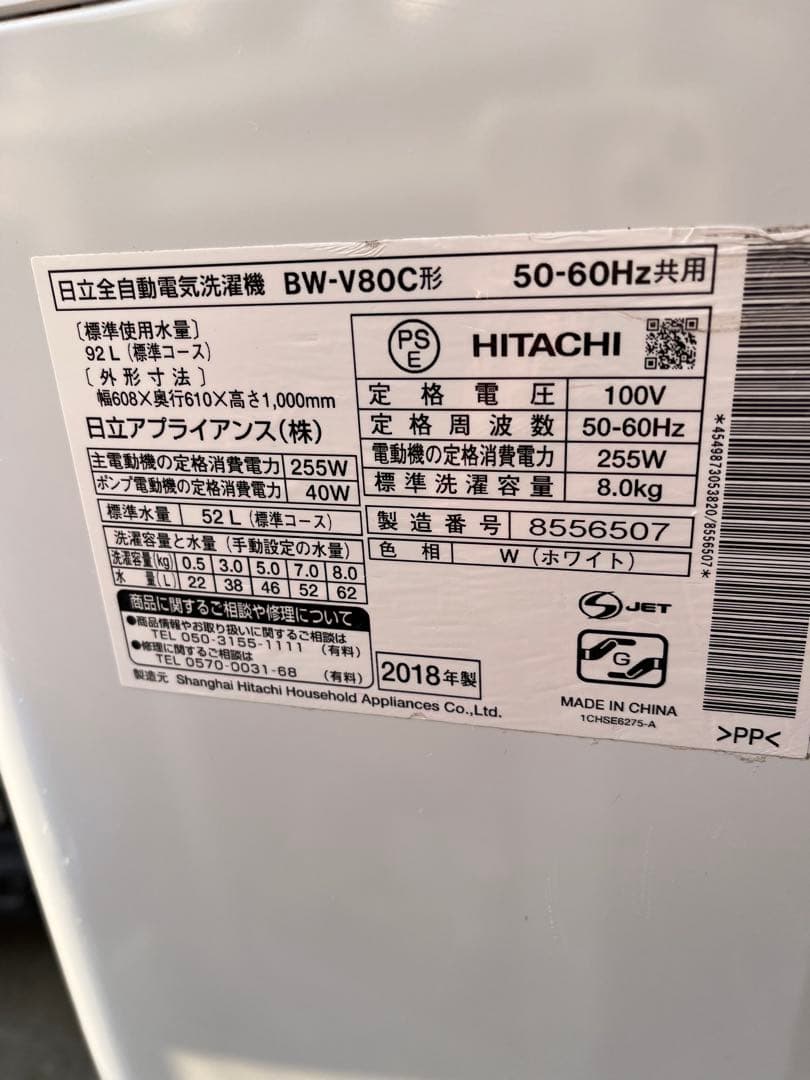 日立全自動電気洗濯機 BW-V80C形 50-60Hz共用
〔標準使用水量〕
92 L (標準コース)
〔外形寸法〕
幅608×奥行610×高さ1,000mm
日立アプライアンス(株)
主電動機の定格消費電力 255W
ポンプ電動機の定格消費電力 40W
標準水量 52 L (標準コース)
洗濯容量と水量 (手動設定の水量)
洗濯容量(kg) 0.5 3.0 5.0 7.0 8.0
水量(L) 22 38 46 52 62
商品に関するご相談や修理について
●商品情報やお取り扱いに関するご相談は
TEL 050-3155-1111 (有料)
●修理に関するご相談は
TEL 0570-0031-68 (有料)
製造元 Shanghai Hitachi Household Appliances Co.,Ltd.
PS
E
HITACHI
定格電圧 100V
定格周波数 50-60Hz
電動機の定格消費電力 255W
標準洗濯容量 8.0kg
製造番号 8556507
色相 W (ホワイト)
2018年製
S JET
G
MADE IN CHINA
1CHSE6275-A
*4549873053820/8556507*
>PP<